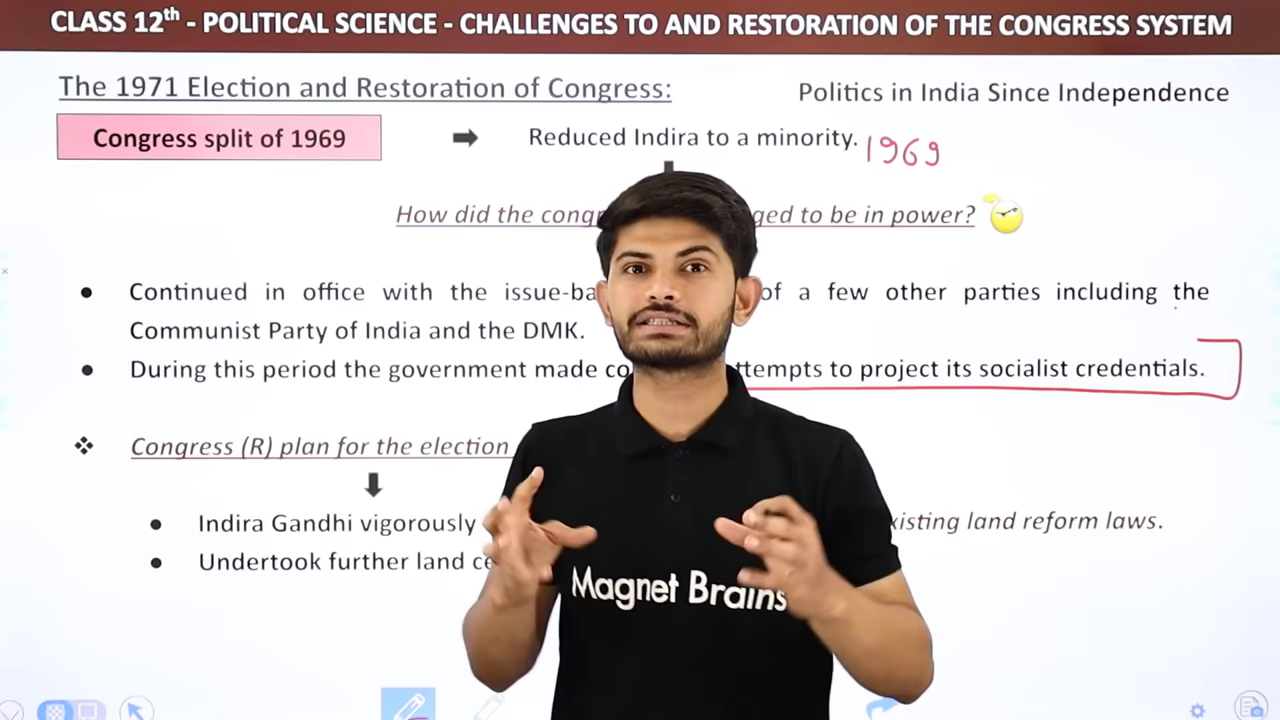 CLASS 12th - POLITICAL SCIENCE - CHALLENGES TO AND RESTORATION OF THE CONGRESS SYSTEM
The 1971 Election and Restoration of Congress:
Politics in India Since Independence
Congress split of 1969
Reduced Indira to a minority.
1969
How did the cong ged to be in power?
Continued in office with the issue-ba of a few other parties including the
Communist Party of India and the DMK.
During this period the government made co ttempts to project its socialist credentials.
Congress (R) plan for the election
Indira Gandhi vigorously xisting land reform laws.
Undertook further land ce
Magnet Brains